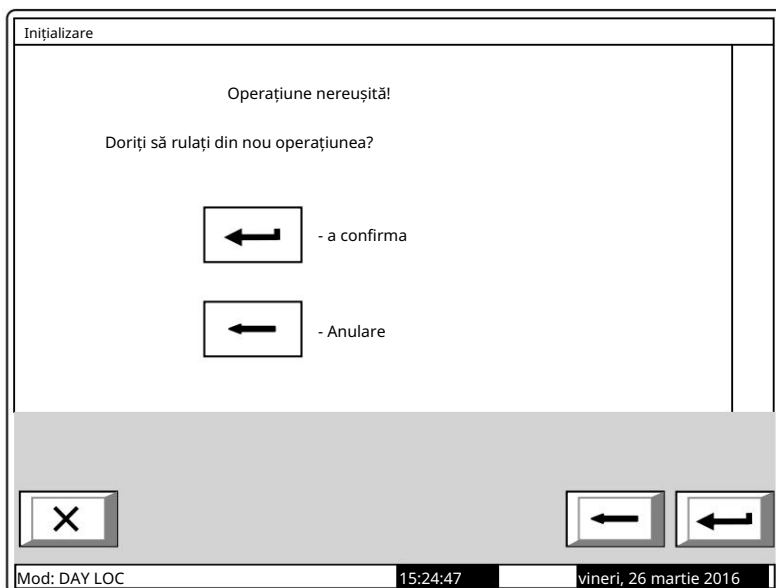 Inițializare
Operațiune nereușită!
Doriți să rulați din nou operațiunea?
- a confirma
- Anulare
Mod: DAY LOC 15:24:47 vineri, 26 martie 2016